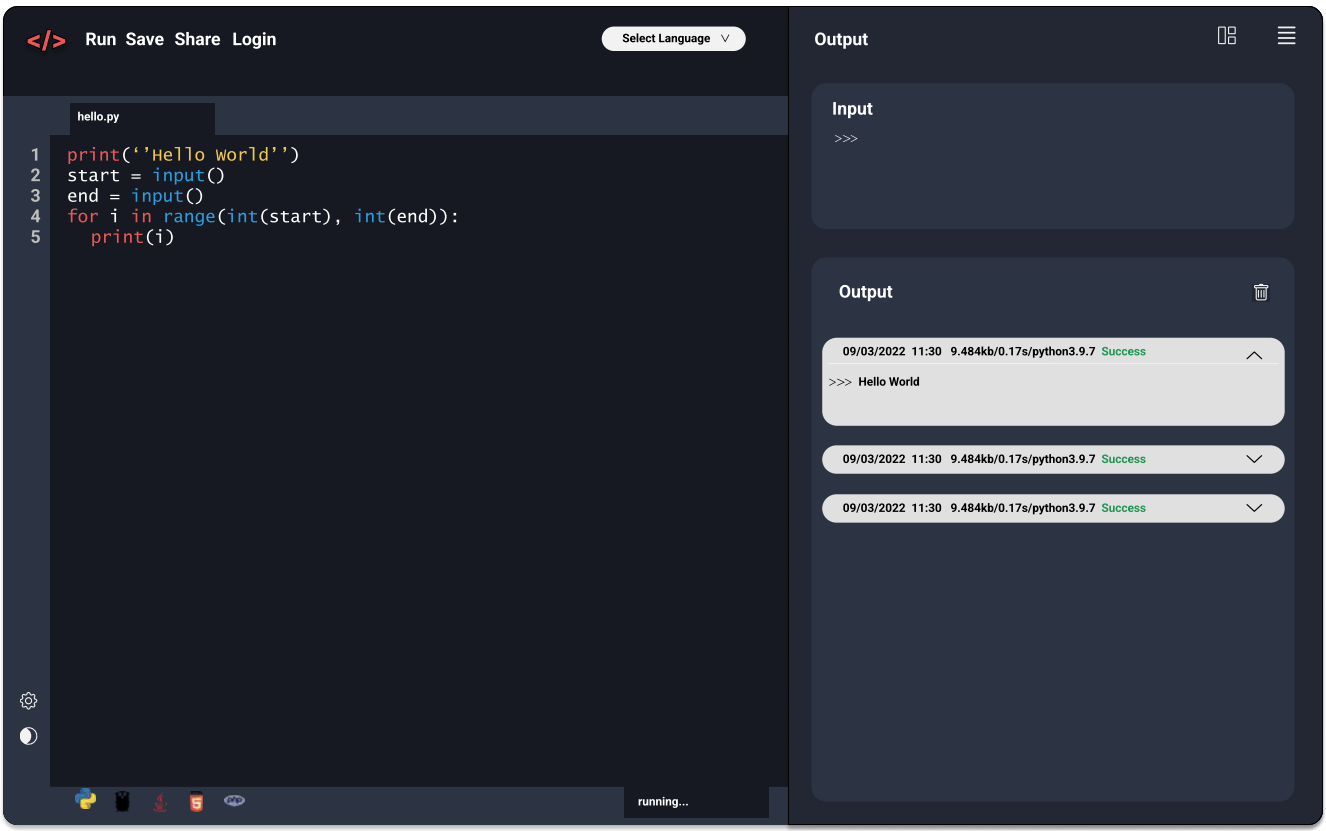 </> Run Save Share Login
Select Language
Output
hello.py
1 print(‘’Hello World’’)
2 start = input()
3 end = input()
4 for i in range(int(start), int(end)):
5 print(i)
Input
>>>
Output
09/03/2022 11:30 9.484kb/0.17s/python3.9.7 Success
>>> Hello World
09/03/2022 11:30 9.484kb/0.17s/python3.9.7 Success
09/03/2022 11:30 9.484kb/0.17s/python3.9.7 Success
5
php
running...